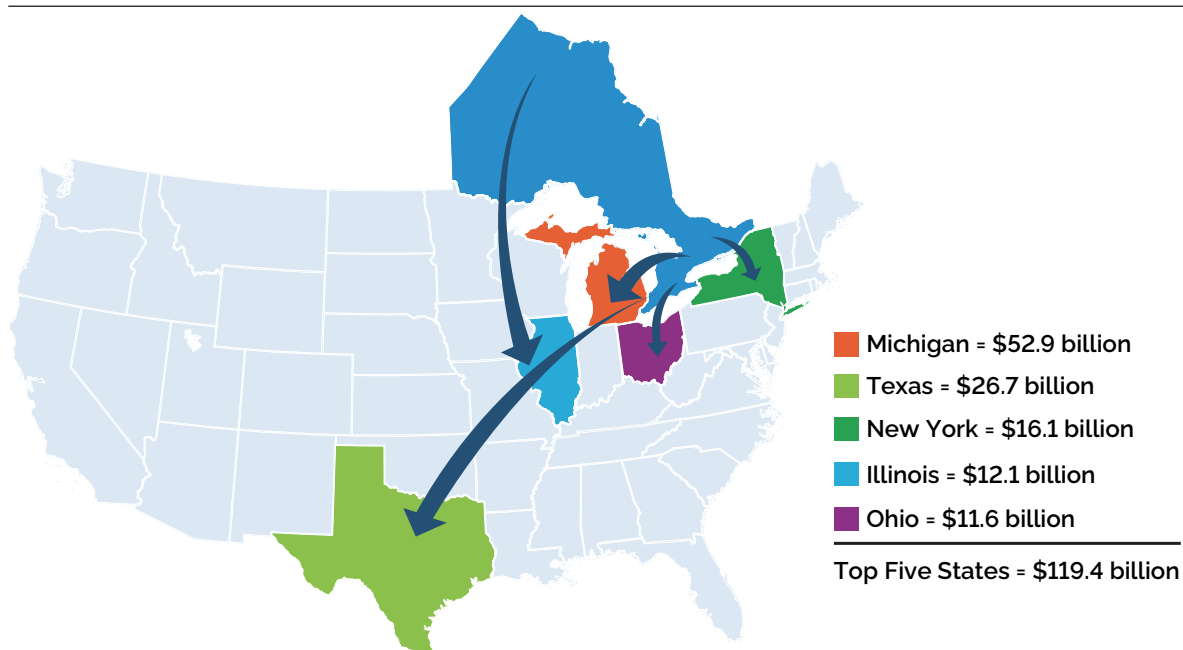 Michigan = $52.9 billion
Texas = $26.7 billion
New York = $16.1 billion
Illinois = $12.1 billion
Ohio = $11.6 billion
Top Five States = $119.4 billion